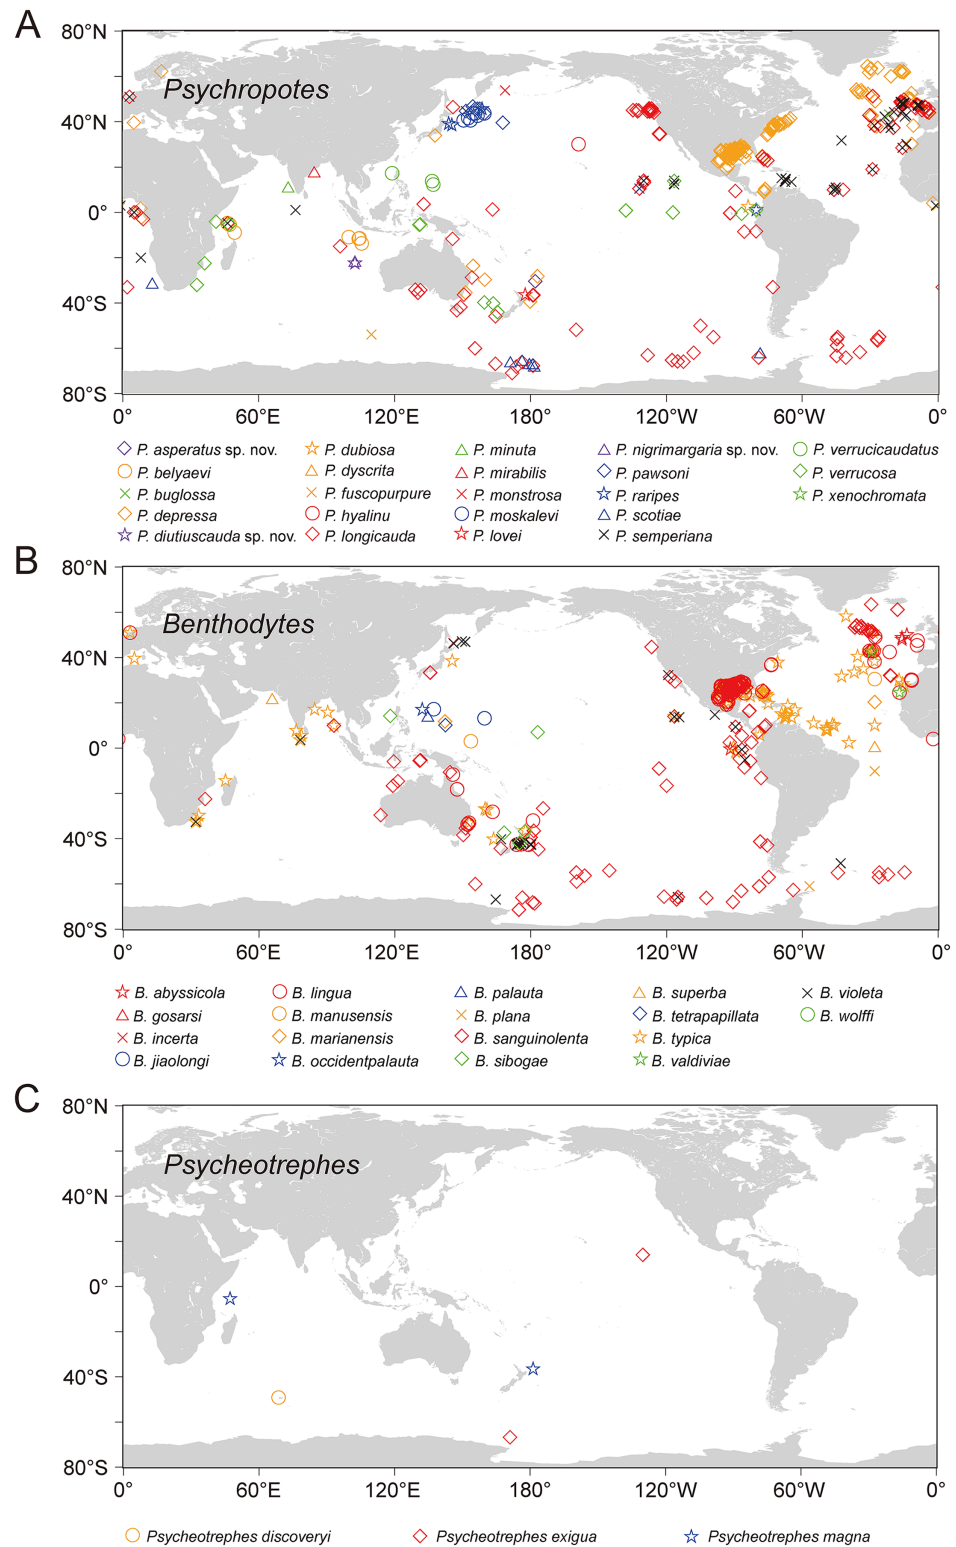 A
80°N
Psychropotes
40°N
0°
40°S
80°S
0° 60°E 120°E 180° 120°W 60°W 0°
P. asperatus sp. nov. P. dubiosa P. minuta P. nigrimargaria sp. nov. P. verrucicaudatus
P. belyaevi P. dyscrita P. mirabilis P. pawsoni P. verrucosa
P. buglossa P. fuscopurpure P. monstrosa P. raripes P. xenochromata
P. depressa P. hyalinu P. moskalevi P. scotiae
P. diutiuscauda sp. nov. P. longicauda P. lovei P. semperiana
B
80°N
Benthodytes
40°N
0°
40°S
80°S
0° 60°E 120°E 180° 120°W 60°W 0°
B. abyssicola B. lingua B. palauta B. superba B. violeta
B. gosarsi B. manusensis B. plana B. tetrapapillata B. wolffi
B. incerta B. marianensis B. sanguinolenta B. typica
B. jiaolongi B. occidentpalauta B. sibogae B. valdiviae
C
80°N
Psycheotrephes
40°N
0°
40°S
80°S
0° 60°E 120°E 180° 120°W 60°W 0°
Psycheotrephes discoveryi Psycheotrephes exigua Psycheotrephes magna